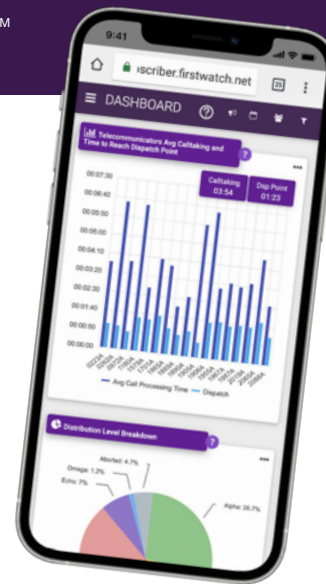 M
9:41
scriber.firstwatch.net
25
DASHBOARD
Telecommunicators Avg Calltaking and
Time to Reach Dispatch Point
Calltaking
03:54
Dsp Point
01:23
00:07:30
00:06:40
00:05:50
00:05:00
00:04:10
00:03:20
00:02:30
00:01:40
00:00:50
00:00:00
Avg Call Processing Time
Dispatch
Distribution Level Breakdown
Aborted: 4.7%
Omega: 1.2%
Echo: 7%
Alpha: 26.7%